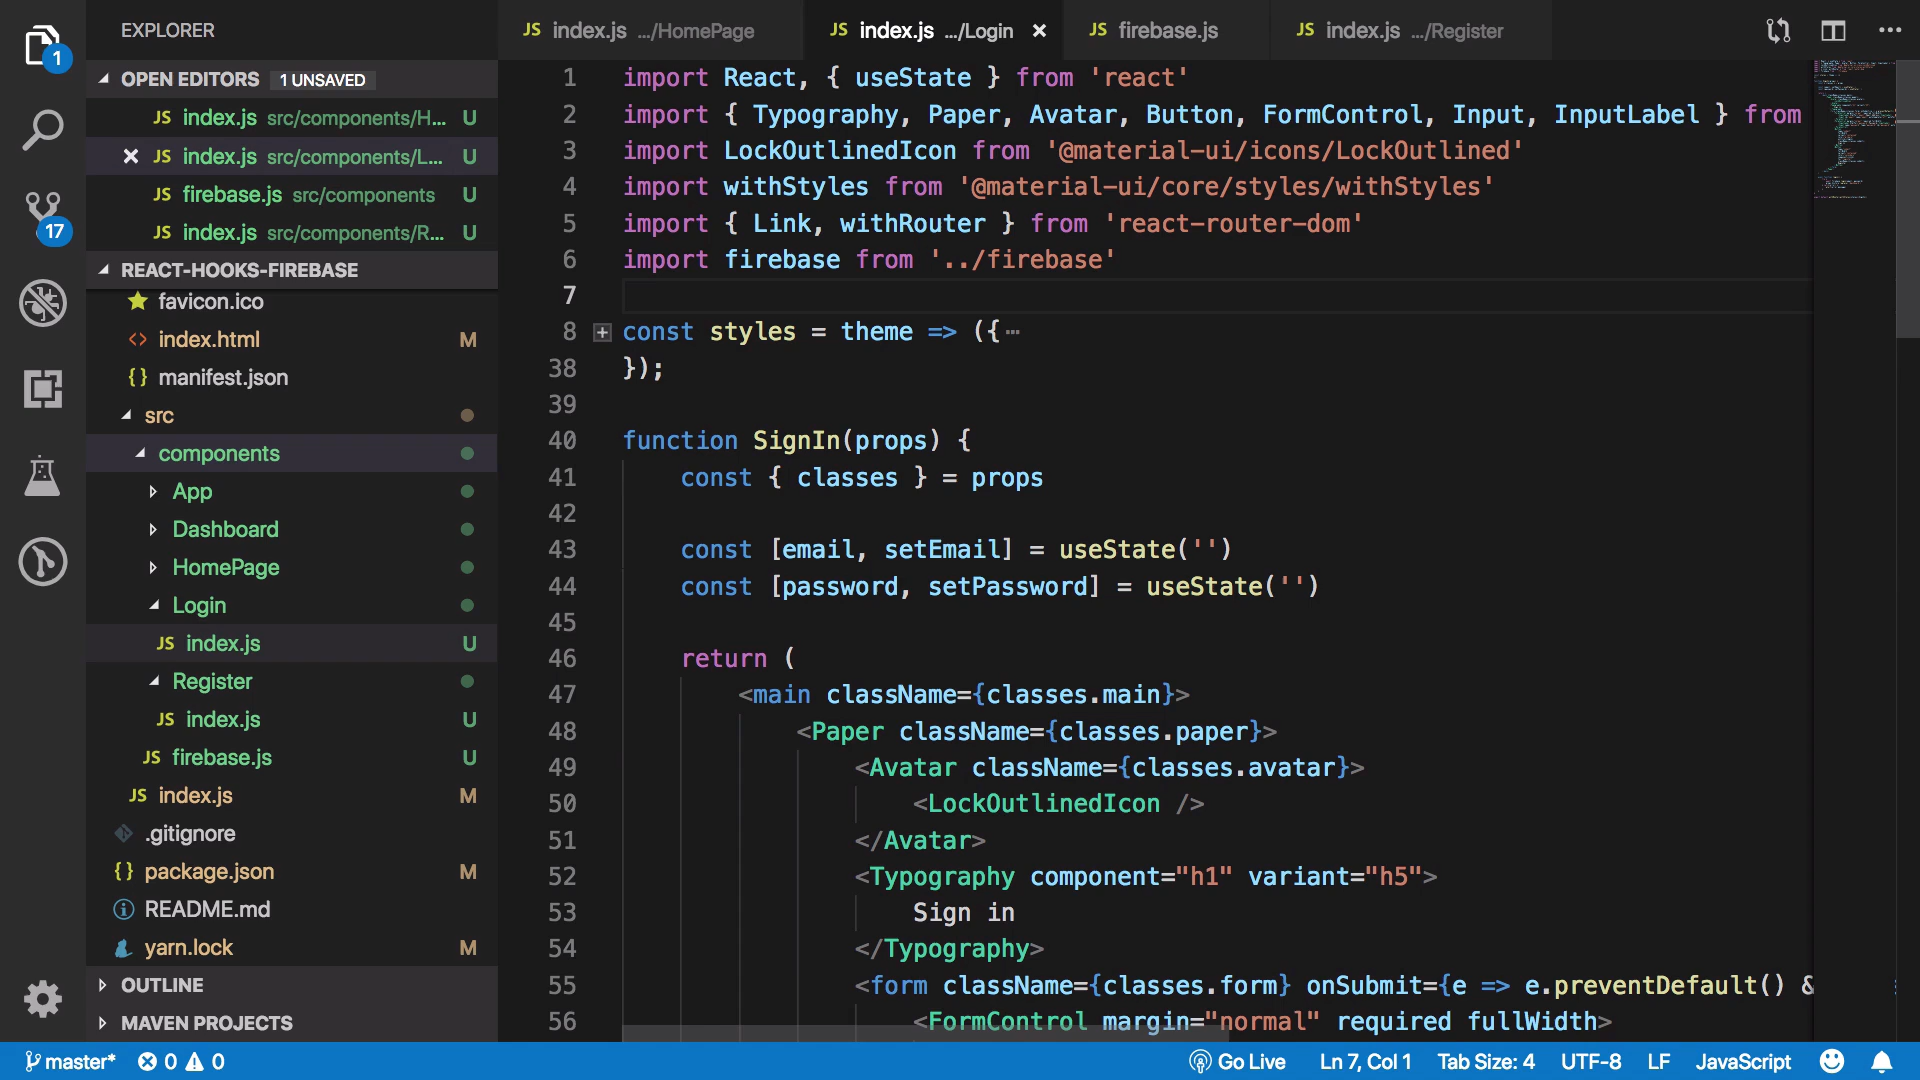 EXPLORER
OPEN EDITORS 1 UNSAVED
JS index.js src/components/H... U
JS index.js src/components/L... U
JS firebase.js src/components U
JS index.js src/components/R... U
REACT-HOOKS-FIREBASE
favicon.ico
<> index.html M
{} manifest.json
src
components
App
Dashboard
HomePage
Login
JS index.js U
Register
JS index.js U
JS firebase.js U
JS index.js M
.gitignore
{} package.json M
README.md
yarn.lock M
OUTLINE
MAVEN PROJECTS
1
17
JS index.js .../HomePage
JS index.js .../Login
JS firebase.js
JS index.js .../Register
1 import React, { useState } from 'react'
2 import { Typography, Paper, Avatar, Button, FormControl, Input, InputLabel } from
3 import LockOutlinedIcon from '@material-ui/icons/LockOutlined'
4 import withStyles from '@material-ui/core/styles/withStyles'
5 import { Link, withRouter } from 'react-router-dom'
6 import firebase from '../firebase'
7
8 const styles = theme => ({⋯
38 });
39
40 function SignIn(props) {
41 const { classes } = props
42
43 const [email, setEmail] = useState('')
44 const [password, setPassword] = useState('')
45
46 return (
47 <main className={classes.main}>
48 <Paper className={classes.paper}>
49 <Avatar className={classes.avatar}>
50 <LockOutlinedIcon />
51 </Avatar>
52 <Typography component="h1" variant="h5">
53 Sign in
54 </Typography>
55 <form className={classes.form} onSubmit={e => e.preventDefault() &
56 <FormControl margin="normal" required fullWidth>
master* 0 0
Go Live Ln 7, Col 1 Tab Size: 4 UTF-8 LF JavaScript